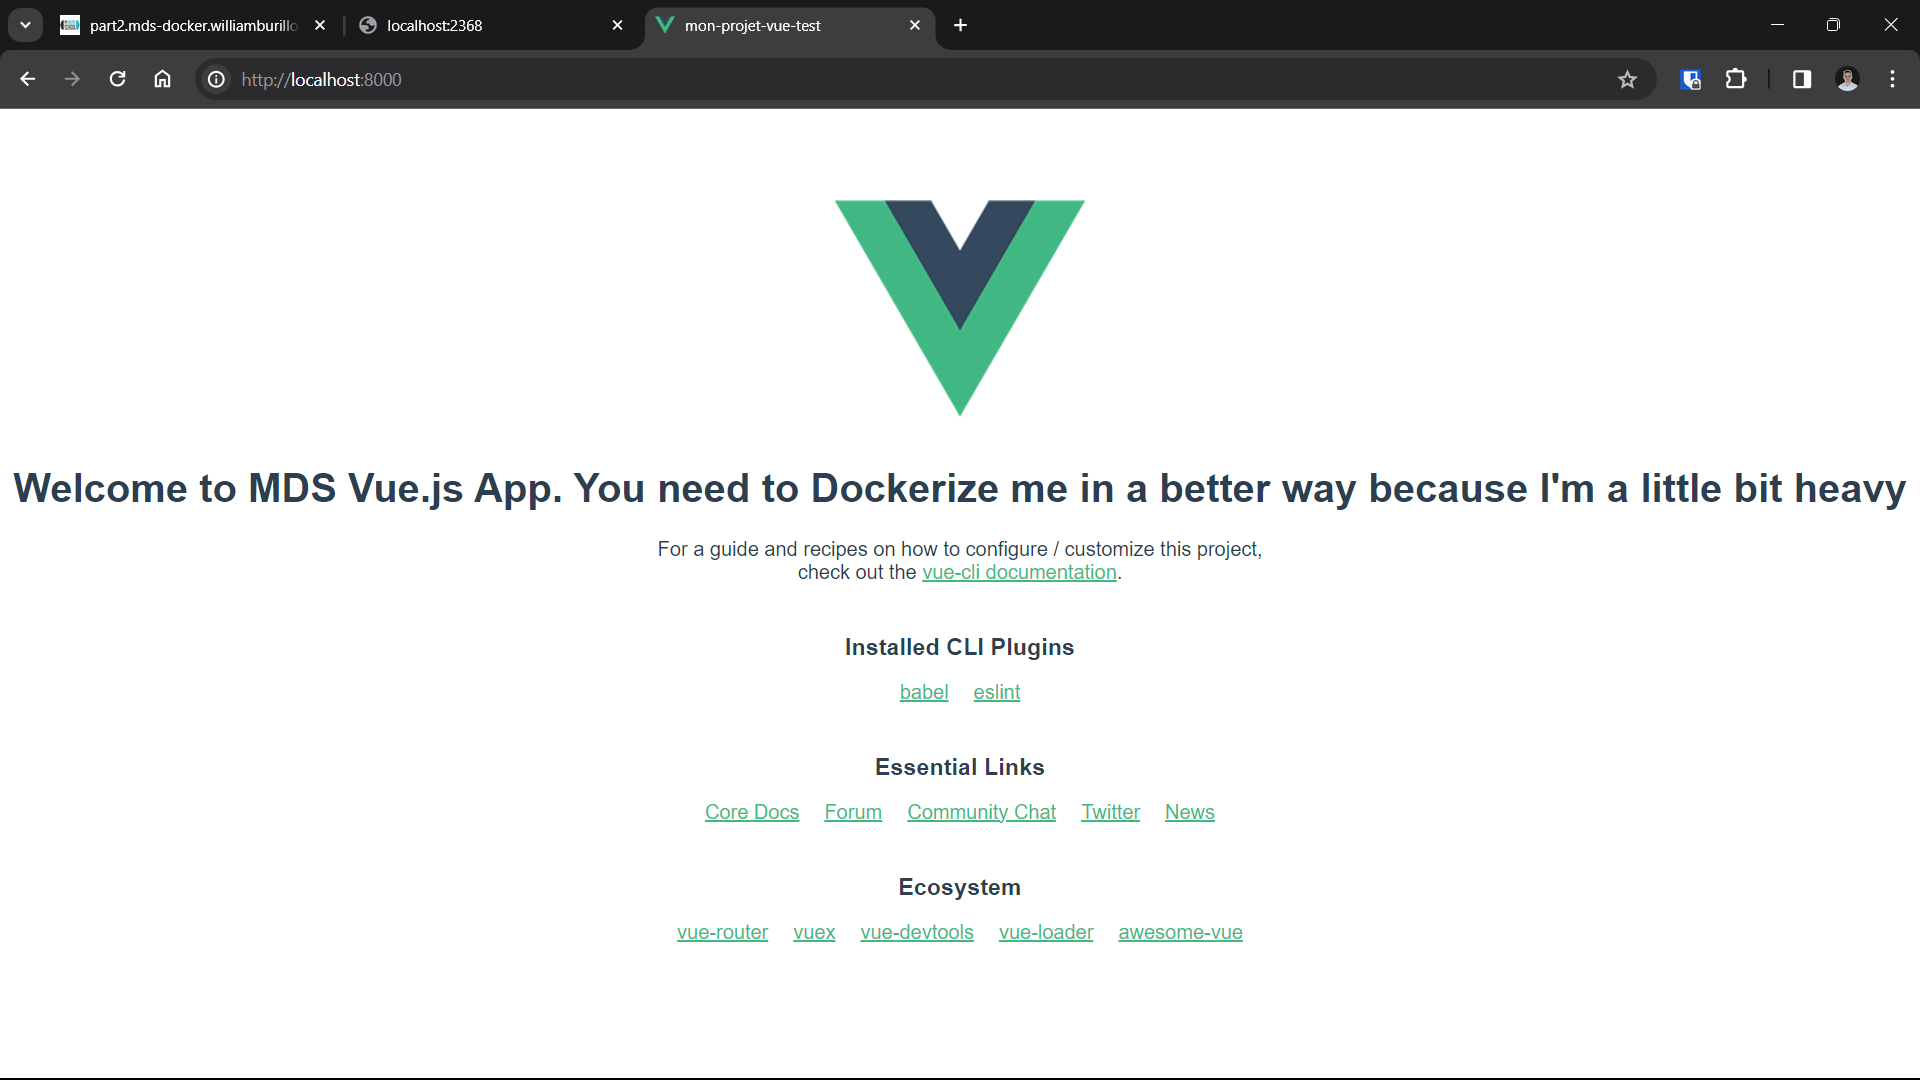 part2.mds-docker.williamburillo
localhost:2368
mon-projet-vue-test
http://localhost:8000
Welcome to MDS Vue.js App. You need to Dockerize me in a better way because I'm a little bit heavy
For a guide and recipes on how to configure / customize this project,
check out the vue-cli documentation.
Installed CLI Plugins
babel eslint
Essential Links
Core Docs Forum Community Chat Twitter News
Ecosystem
vue-router vuex vue-devtools vue-loader awesome-vue